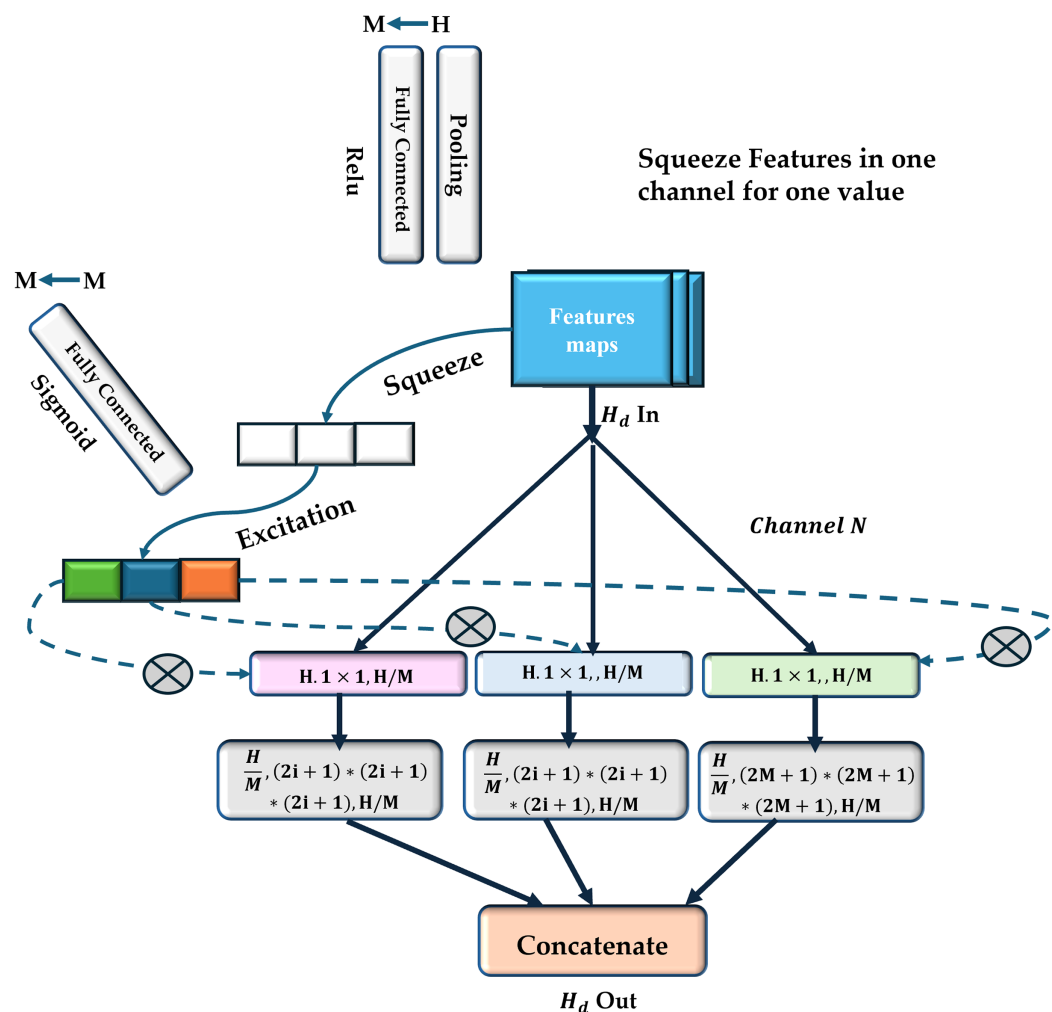 M H
Fully Connected
Pooling
Relu
Squeeze Features in one
channel for one value
M M
Fully Connected
Sigmoid
Features
maps
Squeeze
H_d In
Excitation
Channel N
H. 1 × 1, H/M
H. 1 × 1, , H/M
H. 1 × 1, , H/M
H/M, (2i + 1) * (2i + 1)
* (2i + 1), H/M
H/M, (2i + 1) * (2i + 1)
* (2i + 1), H/M
H/M, (2M + 1) * (2M + 1)
* (2M + 1), H/M
Concatenate
H_d Out